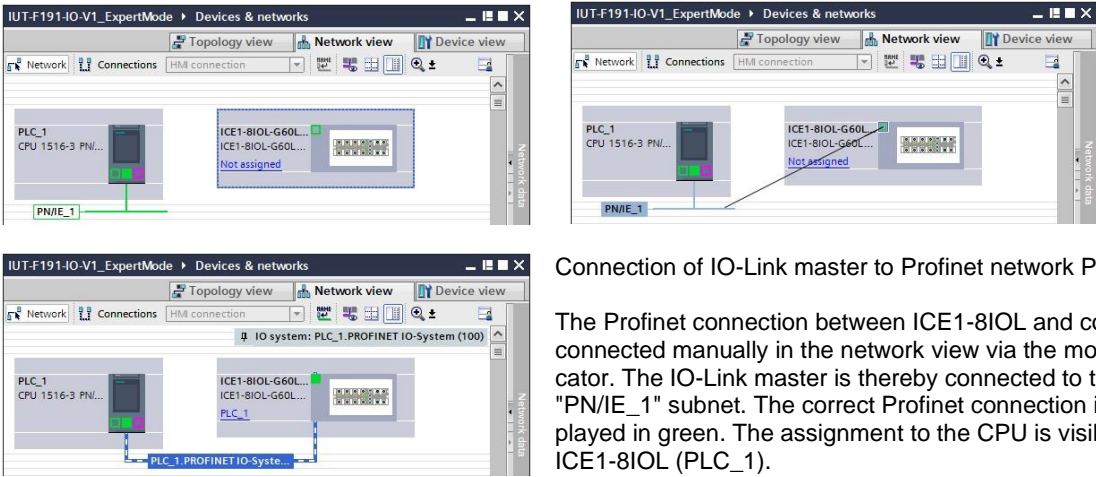 IUT-F191-IO-V1_ExpertMode ▸ Devices & networks
Topology view Network view Device view
Network Connections HMI connection
PLC_1
CPU 1516-3 PN/...
ICE1-8IOL-G60L...
ICE1-8IOL-G60L...
Not assigned
PN/IE_1
Network data
IUT-F191-IO-V1_ExpertMode ▸ Devices & networks
Topology view Network view Device view
Network Connections HMI connection
PLC_1
CPU 1516-3 PN/...
ICE1-8IOL-G60L
ICE1-8IOL-G60L...
Not assigned
PN/IE_1
Network data
IUT-F191-IO-V1_ExpertMode ▸ Devices & networks
Topology view Network view Device view
Network Connections HMI connection
IO system: PLC_1.PROFINET IO-System (100)
PLC_1
CPU 1516-3 PN/...
ICE1-8IOL-G60L...
ICE1-8IOL-G60L...
PLC_1
PLC_1.PROFINET IO-Syste...
Network data
Connection of IO-Link master to Profinet network P
The Profinet connection between ICE1-8IOL and co
connected manually in the network view via the mo
cator. The IO-Link master is thereby connected to t
"PN/IE_1" subnet. The correct Profinet connection i
played in green. The assignment to the CPU is visil
ICE1-8IOL (PLC_1).